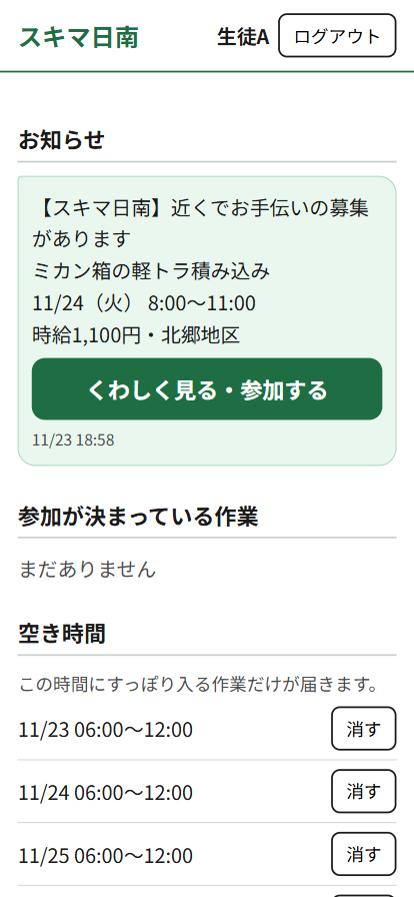 スキマ日南
生徒A
ログアウト
お知らせ
【スキマ日南】近くでお手伝いの募集
があります
ミカン箱の軽トラ積み込み
11/24（火） 8:00〜11:00
時給1,100円・北郷地区
くわしく見る・参加する
11/23 18:58
参加が決まっている作業
まだありません
空き時間
この時間にすっぽり入る作業だけが届きます。
11/23 06:00〜12:00
消す
11/24 06:00〜12:00
消す
11/25 06:00〜12:00
消す